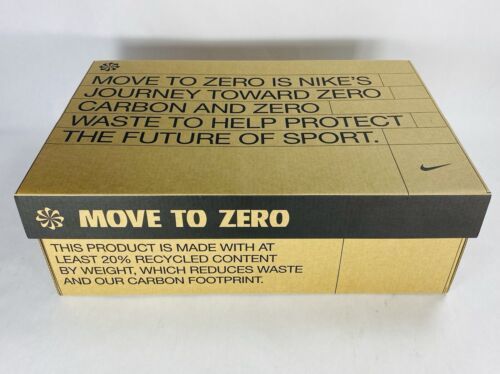 MOVE TO ZERO IS NIKE'S
JOURNEY TOWARD ZERO
CARBON AND ZERO
WASTE TO HELP PROTECT
THE FUTURE OF SPORT.
MOVE TO ZERO
THIS PRODUCT IS MADE WITH AT
LEAST 20% RECYCLED CONTENT
BY WEIGHT, WHICH REDUCES WASTE
AND OUR CARBON FOOTPRINT.